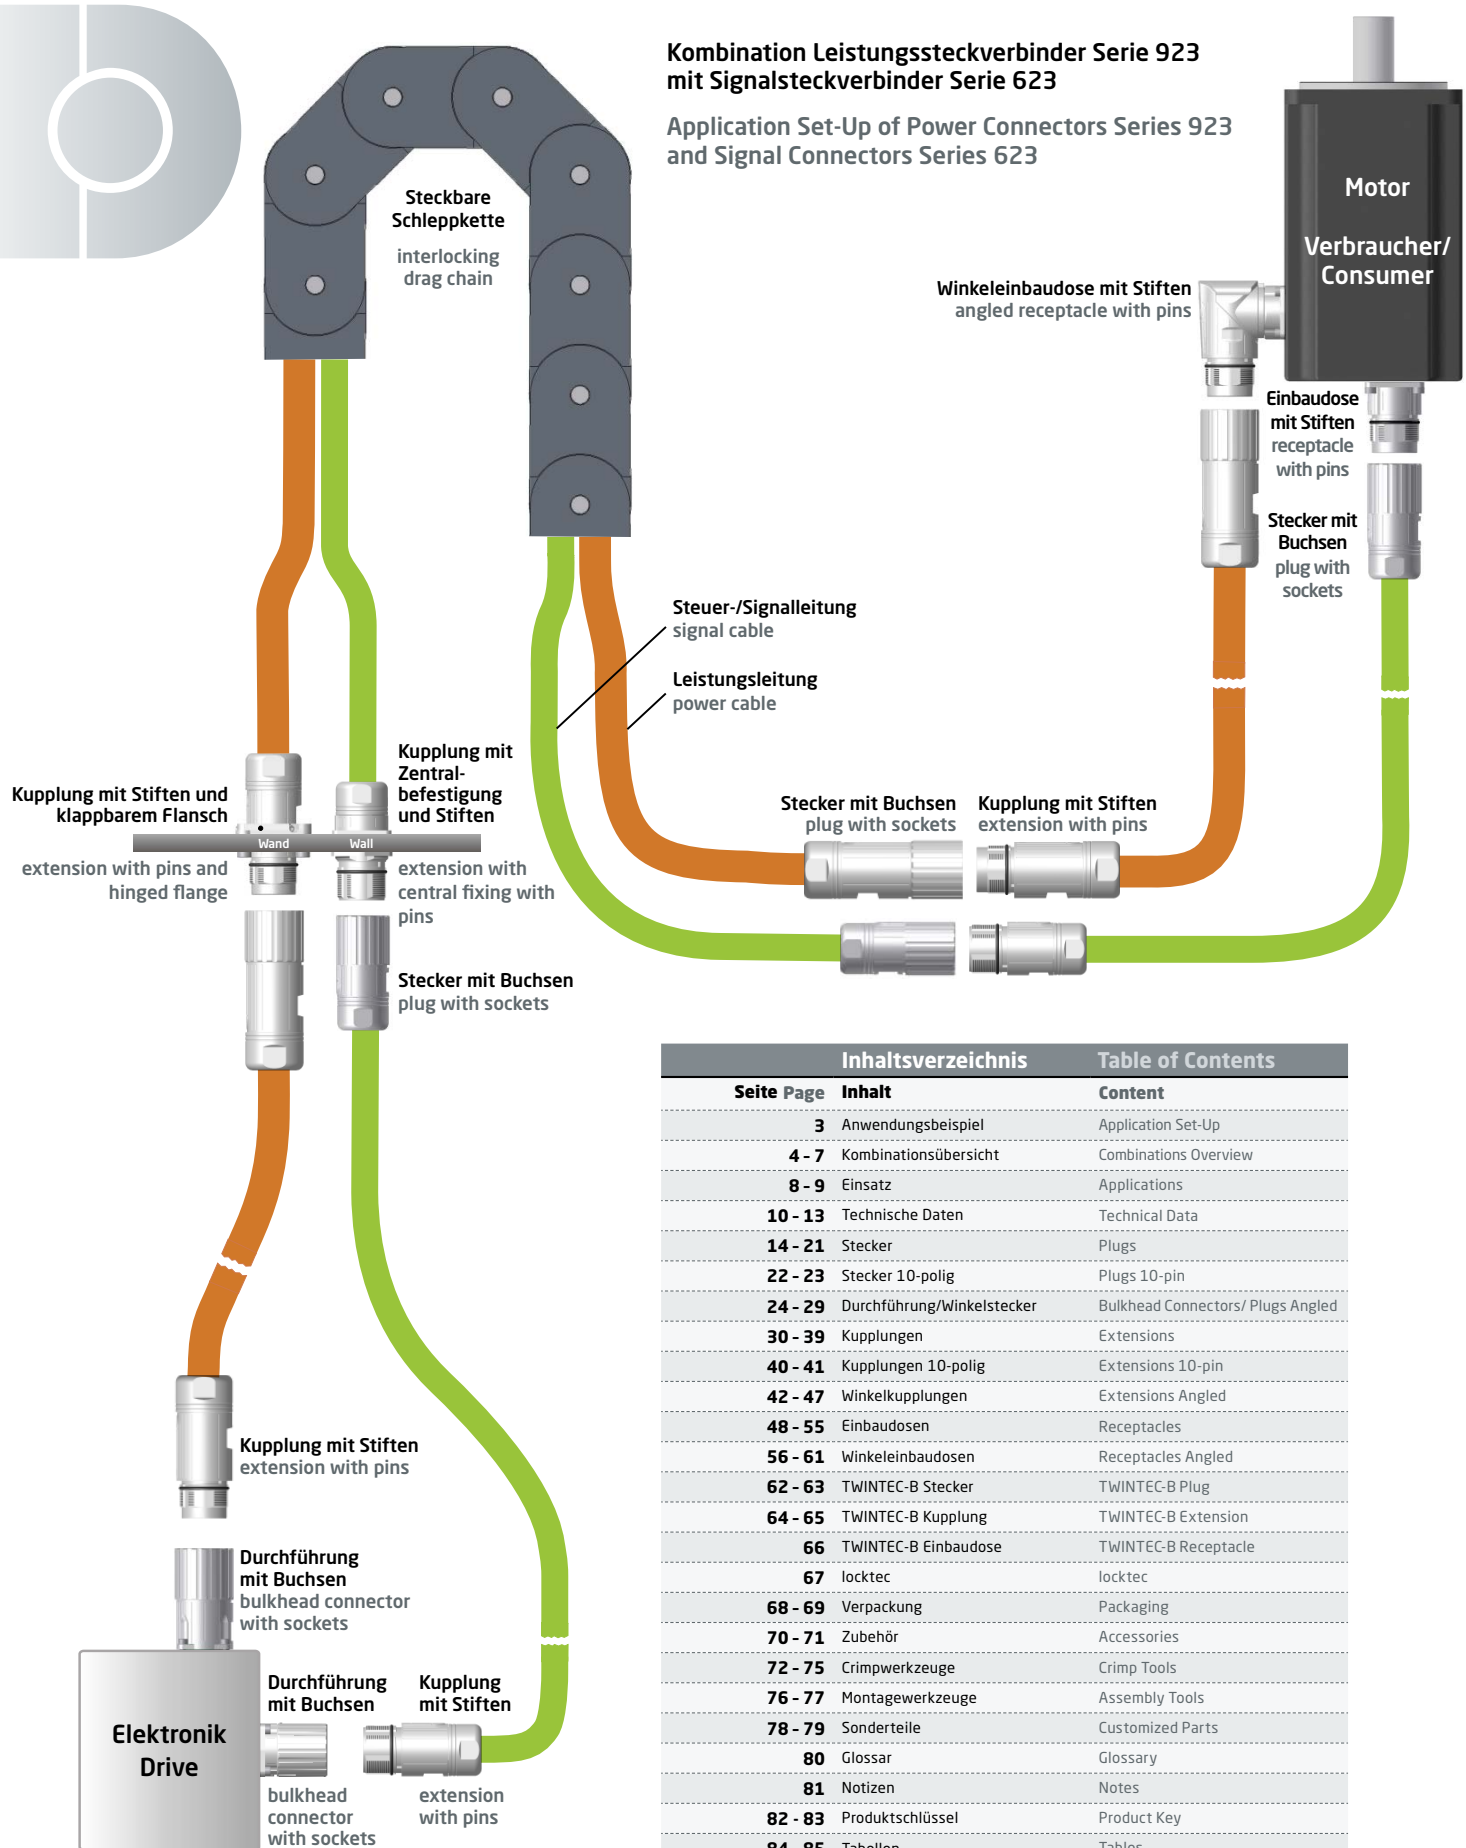 Kombination Leistungssteckverbinder Serie 923
mit Signalsteckverbinder Serie 623
Application Set-Up of Power Connectors Series 923
and Signal Connectors Series 623
Motor
Verbraucher/
Consumer
Steckbare
Schleppkette
interlocking
drag chain
Winkeleinbaudose mit Stiften
angled receptacle with pins
Einbaudose
mit Stiften
receptacle
with pins
Stecker mit
Buchsen
plug with
sockets
Steuer-/Signalleitung
signal cable
Leistungsleitung
power cable
Kupplung mit Stiften und
klappbarem Flansch
extension with pins and
hinged flange
Wand
Wall
Kupplung mit
Zentral-
befestigung
und Stiften
extension with
central fixing with
pins
Stecker mit Buchsen
plug with sockets
Kupplung mit Stiften
extension with pins
Stecker mit Buchsen
plug with sockets
Kupplung mit Stiften
extension with pins
Durchführung
mit Buchsen
bulkhead connector
with sockets
Elektronik
Drive
Durchführung
mit Buchsen
bulkhead
connector
with sockets
Kupplung
mit Stiften
extension
with pins
Inhaltsverzeichnis Table of Contents
Seite Page Inhalt Content
3 Anwendungsbeispiel Application Set-Up
4 – 7 Kombinationsübersicht Combinations Overview
8 – 9 Einsatz Applications
10 – 13 Technische Daten Technical Data
14 – 21 Stecker Plugs
22 – 23 Stecker 10-polig Plugs 10-pin
24 – 29 Durchführung/Winkelstecker Bulkhead Connectors/ Plugs Angled
30 – 39 Kupplungen Extensions
40 – 41 Kupplungen 10-polig Extensions 10-pin
42 – 47 Winkelkupplungen Extensions Angled
48 – 55 Einbaudosen Receptacles
56 – 61 Winkeleinbaudosen Receptacles Angled
62 – 63 TWINTEC-B Stecker TWINTEC-B Plug
64 – 65 TWINTEC-B Kupplung TWINTEC-B Extension
66 TWINTEC-B Einbaudose TWINTEC-B Receptacle
67 locktec locktec
68 – 69 Verpackung Packaging
70 – 71 Zubehör Accessories
72 – 75 Crimpwerkzeuge Crimp Tools
76 – 77 Montagewerkzeuge Assembly Tools
78 – 79 Sonderteile Customized Parts
80 Glossar Glossary
81 Notizen Notes
82 - 83 Produktschlüssel Product Key
84 – 85 Tabellen Tables